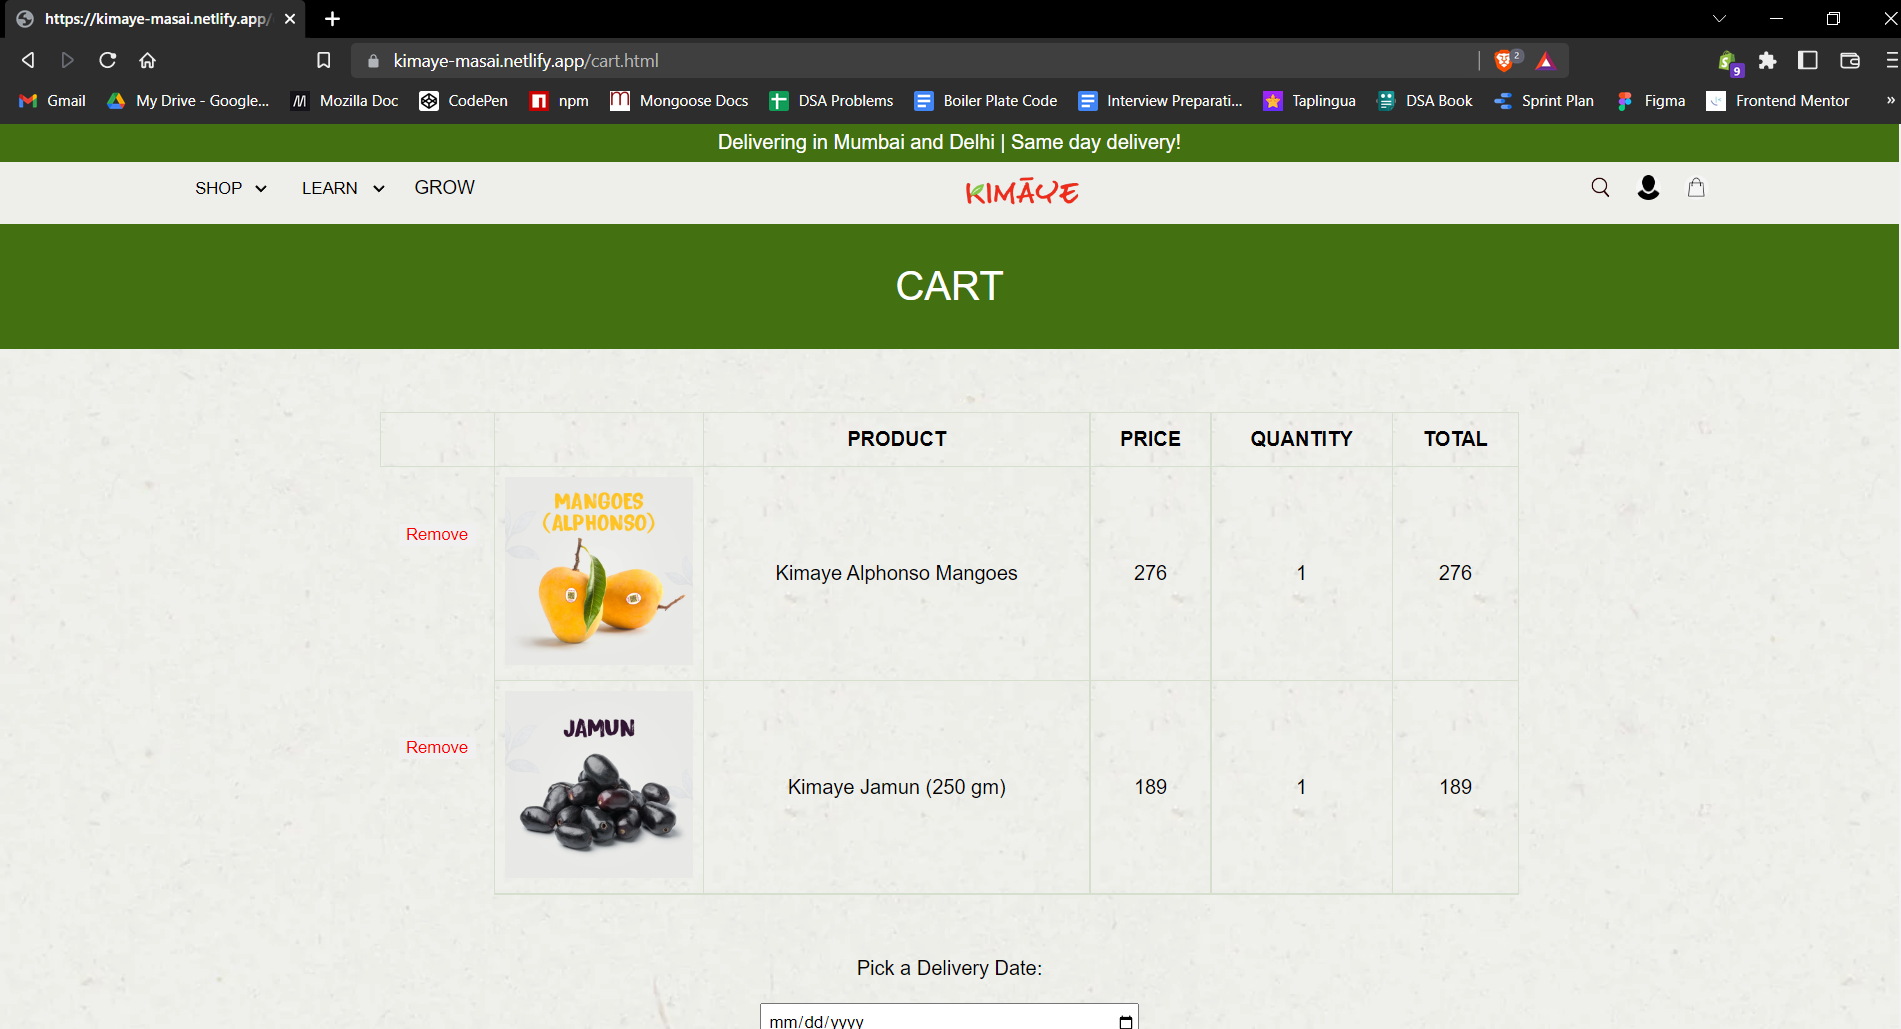 https://kimaye-masai.netlify.app/
kimaye-masai.netlify.app/cart.html
2
9
Gmail My Drive - Google... Mozilla Doc CodePen npm Mongoose Docs DSA Problems Boiler Plate Code Interview Preparati... Taplingua DSA Book Sprint Plan Figma Frontend Mentor »
Delivering in Mumbai and Delhi | Same day delivery!
SHOP LEARN GROW KIMĀYE
CART
PRODUCT PRICE QUANTITY TOTAL
MANGOES
(ALPHONSO)
Remove
Kimaye Alphonso Mangoes 276 1 276
JAMUN
Remove
Kimaye Jamun (250 gm) 189 1 189
Pick a Delivery Date:
mm/dd/yyyy